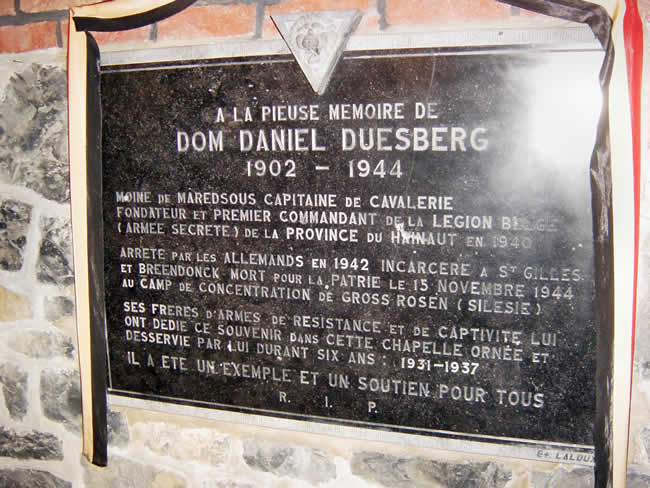 A LA PIEUSE MEMOIRE DE
DOM DANIEL DUESBERG
1902 - 1944
MOINE DE MAREDSOUS CAPITAINE DE CAVALERIE
FONDATEUR ET PREMIER COMMANDANT DE LA LEGION BELGE
(ARMEE SECRETE) DE LA PROVINCE DU HAINAUT EN 1940
ARRETE PAR LES ALLEMANDS EN 1942 INCARCERE A ST GILLES
ET BREENDONCK MORT POUR LA PATRIE LE 15 NOVEMBRE 1944
AU CAMP DE CONCENTRATION DE GROSS ROSEN (SILESIE)
SES FRERES D'ARMES DE RESISTANCE ET DE CAPTIVITE LUI
ONT DEDIE CE SOUVENIR DANS CETTE CHAPELLE ORNÉE ET
DESSERVIE PAR LUI DURANT SIX ANS : 1931-1937
IL A ETE UN EXEMPLE ET UN SOUTIEN POUR TOUS
R. I. P.
Et. LALOUX